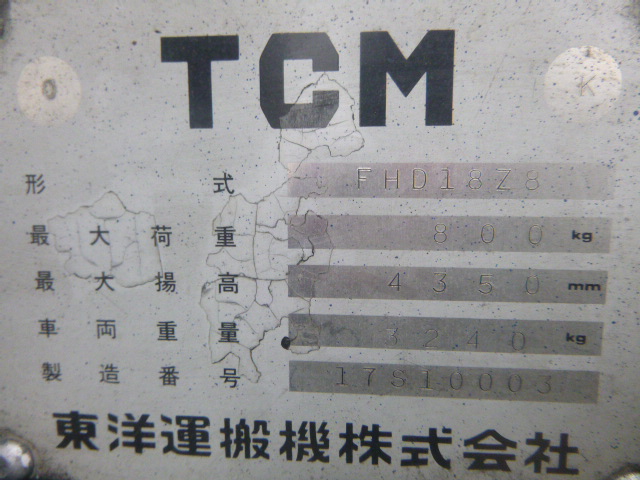 TCM
O K
形式 FHD18Z8
最大荷重 800 kg
最大揚高 4350 mm
車両重量 3240 kg
製造番号 17S10003
東洋運搬機株式会社